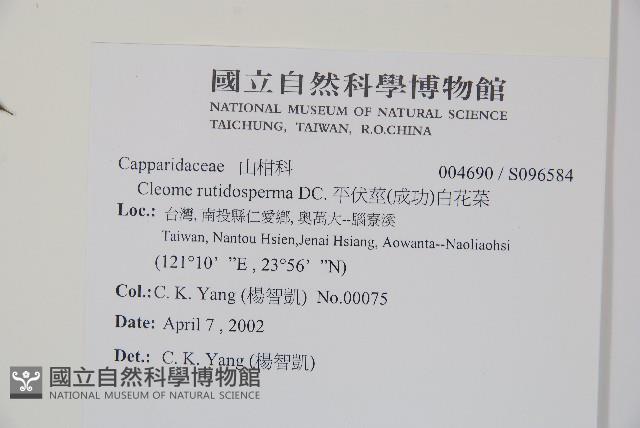 國立自然科學博物館
NATIONAL MUSEUM OF NATURAL SCIENCE
TAICHUNG, TAIWAN, R.O.CHINA
Capparidaceae 山柑科 004690 / S096584
Cleome rutidosperma DC. 平伏莖(成功)白花菜
Loc.: 台灣, 南投縣仁愛鄉, 奧萬大--腦寮溪
Taiwan, Nantou Hsien,Jenai Hsiang, Aowanta--Naoliaohsi
(121°10’ ”E , 23°56’ ”N)
Col.:C. K. Yang (楊智凱) No.00075
Date: April 7 , 2002
Det.: C. K. Yang (楊智凱)
國立自然科學博物館
NATIONAL MUSEUM OF NATURAL SCIENCE